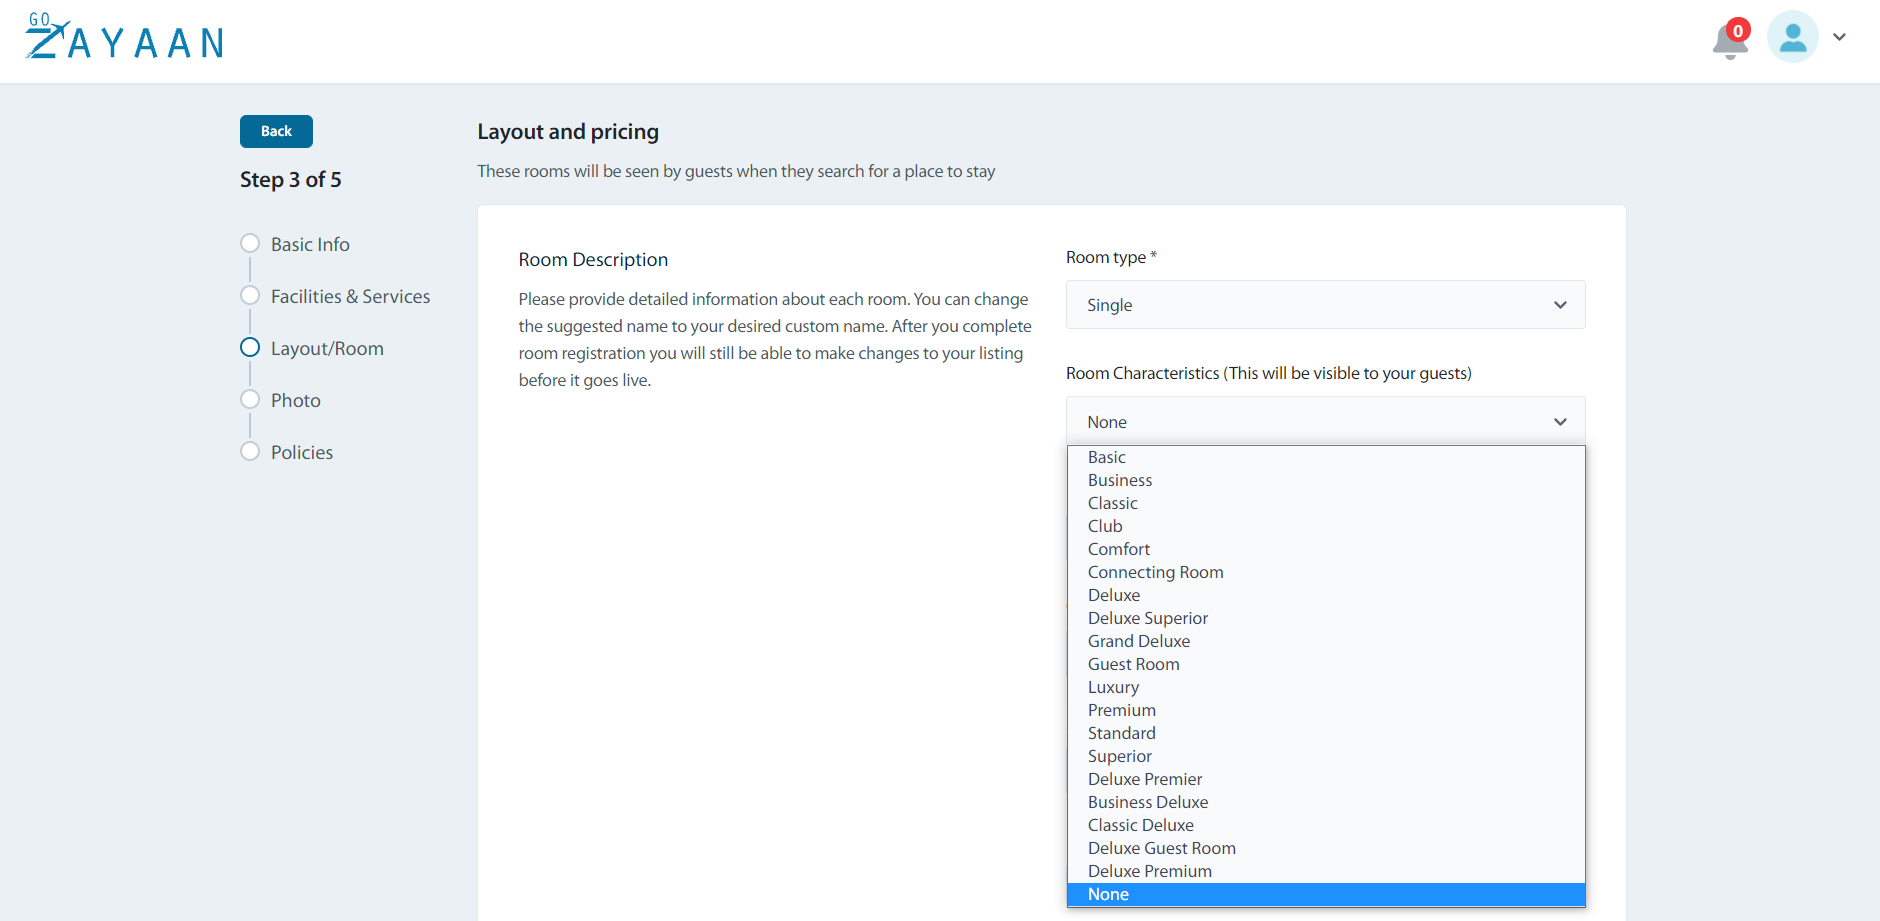 GO
ZAYAAN
0
Back
Step 3 of 5
Basic Info
Facilities & Services
Layout/Room
Photo
Policies
Layout and pricing
These rooms will be seen by guests when they search for a place to stay
Room Description
Please provide detailed information about each room. You can change
the suggested name to your desired custom name. After you complete
room registration you will still be able to make changes to your listing
before it goes live.
Room type *
Single
Room Characteristics (This will be visible to your guests)
None
Basic
Business
Classic
Club
Comfort
Connecting Room
Deluxe
Deluxe Superior
Grand Deluxe
Guest Room
Luxury
Premium
Standard
Superior
Deluxe Premier
Business Deluxe
Classic Deluxe
Deluxe Guest Room
Deluxe Premium
None